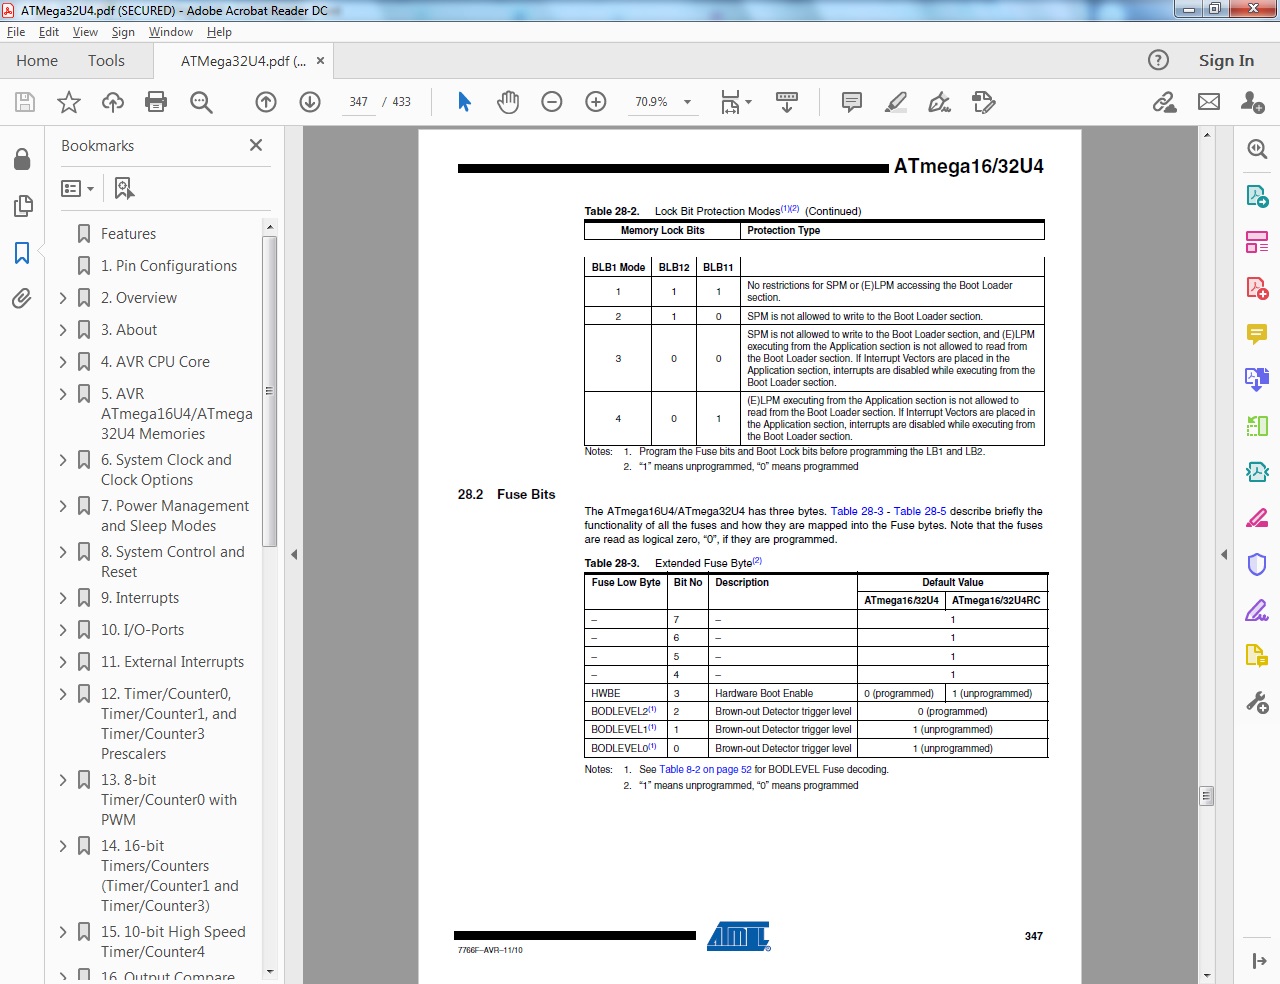 ATMega32U4.pdf (SECURED) - Adobe Acrobat Reader DC
File Edit View Sign Window Help
Home Tools ATMega32U4.pdf (... × ? Sign In
347 / 433 70.9%
Bookmarks
Features
1. Pin Configurations
2. Overview
3. About
4. AVR CPU Core
5. AVR
ATmega16U4/ATmega
32U4 Memories
6. System Clock and
Clock Options
7. Power Management
and Sleep Modes
8. System Control and
Reset
9. Interrupts
10. I/O-Ports
11. External Interrupts
12. Timer/Counter0,
Timer/Counter1, and
Timer/Counter3
Prescalers
13. 8-bit
Timer/Counter0 with
PWM
14. 16-bit
Timers/Counters
(Timer/Counter1 and
Timer/Counter3)
15. 10-bit High Speed
Timer/Counter4
16. Output Compare
ATmega16/32U4
Table 28-2. Lock Bit Protection Modes(1)(2) (Continued)
Memory Lock Bits Protection Type
BLB1 Mode BLB12 BLB11
1 1 1 No restrictions for SPM or (E)LPM accessing the Boot Loader
section.
2 1 0 SPM is not allowed to write to the Boot Loader section.
3 0 0 SPM is not allowed to write to the Boot Loader section, and (E)LPM
executing from the Application section is not allowed to read from
the Boot Loader section. If Interrupt Vectors are placed in the
Application section, interrupts are disabled while executing from the
Boot Loader section.
4 0 1 (E)LPM executing from the Application section is not allowed to
read from the Boot Loader section. If Interrupt Vectors are placed in
the Application section, interrupts are disabled while executing from
the Boot Loader section.
Notes: 1. Program the Fuse bits and Boot Lock bits before programming the LB1 and LB2.
2. “1” means unprogrammed, “0” means programmed
28.2 Fuse Bits
The ATmega16U4/ATmega32U4 has three bytes. Table 28-3 - Table 28-5 describe briefly the
functionality of all the fuses and how they are mapped into the Fuse bytes. Note that the fuses
are read as logical zero, “0”, if they are programmed.
Table 28-3. Extended Fuse Byte(2)
Fuse Low Byte Bit No Description Default Value
ATmega16/32U4 ATmega16/32U4RC
– 7 – 1
– 6 – 1
– 5 – 1
– 4 – 1
HWBE 3 Hardware Boot Enable 0 (programmed) 1 (unprogrammed)
BODLEVEL2(1) 2 Brown-out Detector trigger level 0 (programmed)
BODLEVEL1(1) 1 Brown-out Detector trigger level 1 (unprogrammed)
BODLEVEL0(1) 0 Brown-out Detector trigger level 1 (unprogrammed)
Notes: 1. See Table 8-2 on page 52 for BODLEVEL Fuse decoding.
2. “1” means unprogrammed, “0” means programmed
ATMEL
347
7766F–AVR–11/10